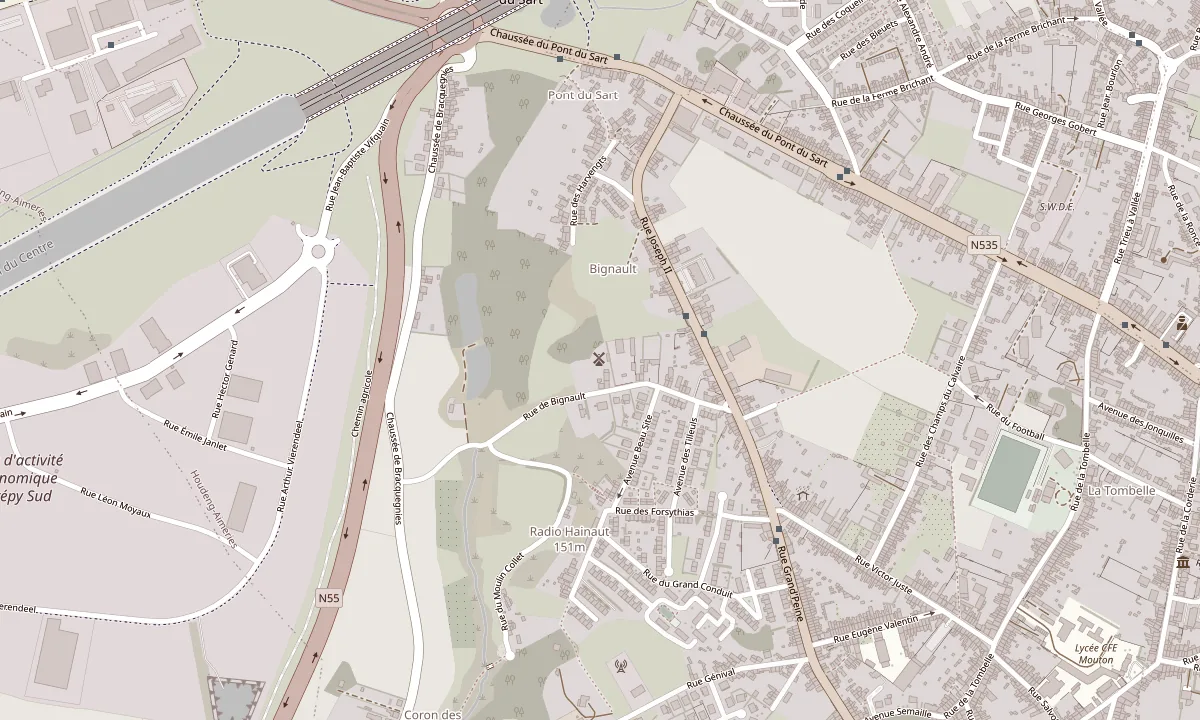 du Sart
Rue des Coquel
Rue des Bleuets
Alexandre André
Rue de la Ferme Brichant
Vallée
Chaussée du Pont du Sart
Chaussée de Bracquegnies
Rue de la Ferme Brichant
Rue Jean Bourlon
Pont du Sart
Rue Georges Gobert
Rue Jean-Baptiste Vifquain
Chaussée du Pont du Sart
Rue des Harvengts
Rue de la Ronce
ng-Aimeries
S.W.D.E.
Rue Trieu à Vallée
du Centre
Rue Joseph II
N535
Bignault
Rue Hector Genard
Chemin agricole
Rue de Bignault
Rue des Champs du Calvaire
ain
Rue Émile Janlet
Rue Arthur Vierendeel
Chaussée de Bracquegnies
Avenue Beau Site
Avenue des Tilleuls
Rue du Football
Avenue des Jonquilles
d'activité
nomique
épy Sud
Houdeng-Aimeries
Rue Léon Moyaux
Rue de la Tombelle
La Tombelle
Rue de la Corderie
Rue des Forsythias
Radio Hainaut
151m
Rue du Moulin Collet
Rue du Grand Conduit
Rue Grand'Peine
Rue Victor Juste
N55
ierendeel
Rue Eugène Valentin
Lycée CFE
Mouton
Rue Génival
Rue de la Tombelle
Rue Salvo
Avenue Semaille
Coron des